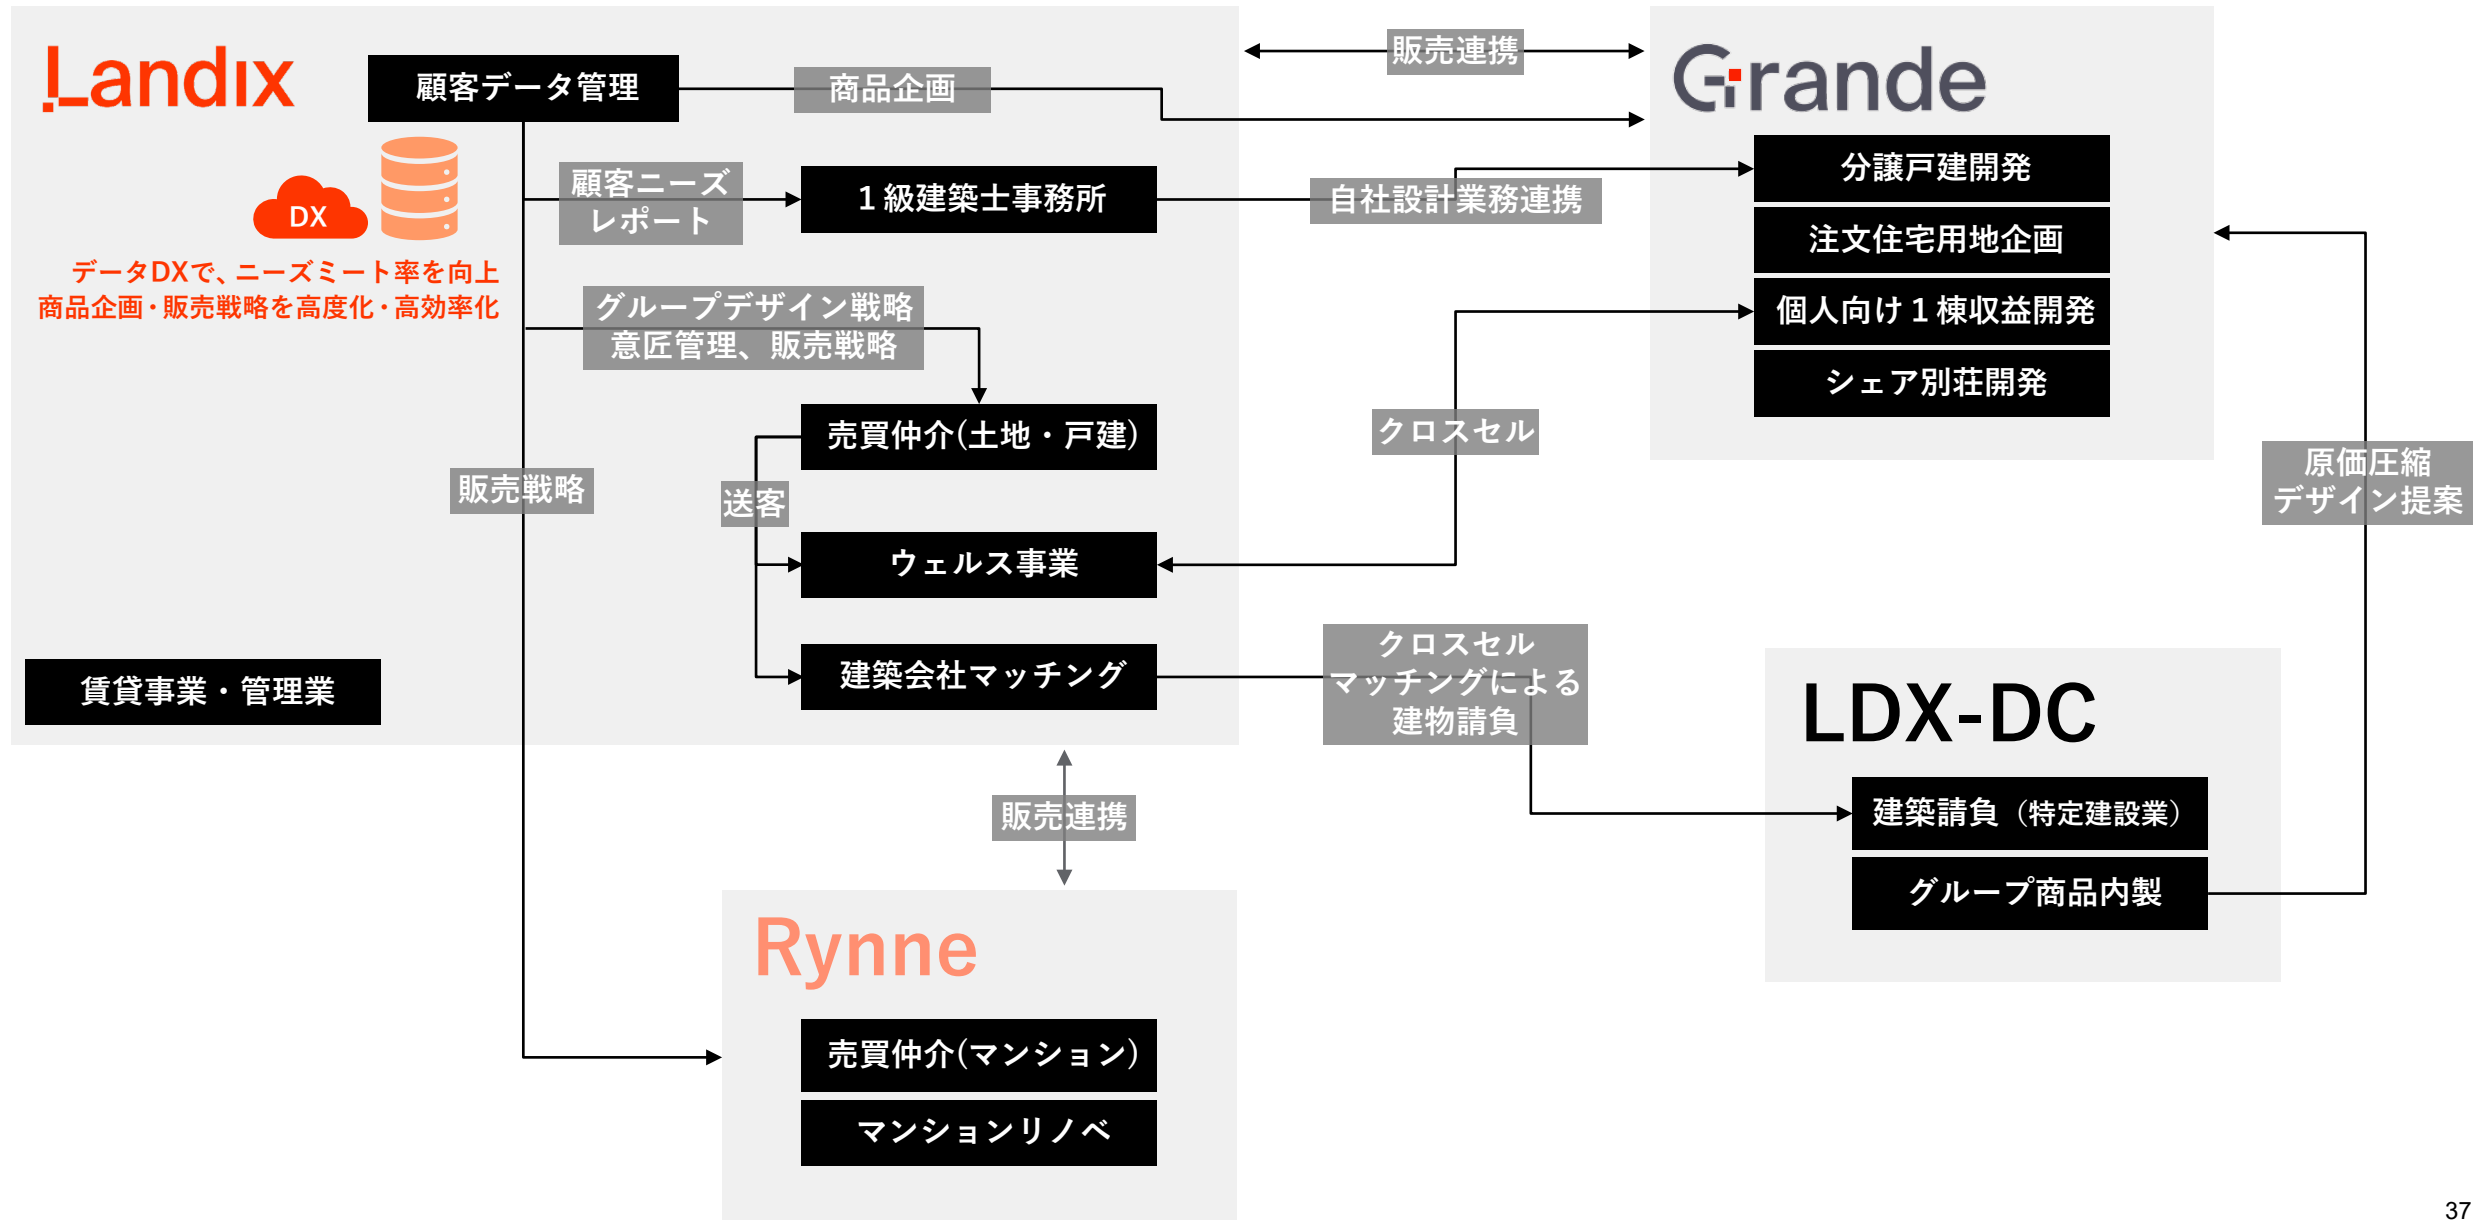 Landix
顧客データ管理
商品企画
販売連携
Grande
DX
顧客ニーズ
レポート
1級建築士事務所
自社設計業務連携
分譲戸建開発
注文住宅用地企画
個人向け1棟収益開発
シェア別荘開発
データDXで、ニーズミート率を向上
商品企画・販売戦略を高度化・高効率化
グループデザイン戦略
意匠管理、販売戦略
売買仲介(土地・戸建)
クロスセル
販売戦略
送客
原価圧縮
デザイン提案
ウェルス事業
建築会社マッチング
クロスセル
マッチングによる
建物請負
賃貸事業・管理業
LDX-DC
建築請負（特定建設業）
グループ商品内製
販売連携
Rynne
売買仲介(マンション)
マンションリノベ
37